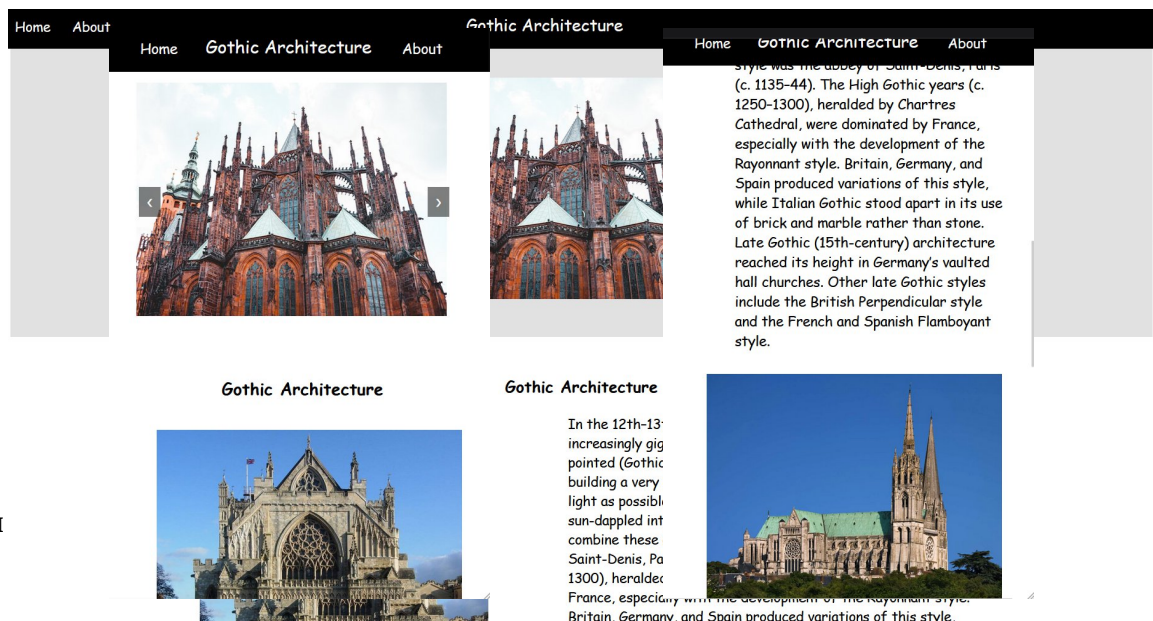 Home About
Gothic Architecture
Home Gothic Architecture About
‹ ›
Gothic Architecture
Home Gothic Architecture About
style was the abbey of Saint-Denis, Paris
(c. 1135–44). The High Gothic years (c.
1250–1300), heralded by Chartres
Cathedral, were dominated by France,
especially with the development of the
Rayonnant style. Britain, Germany, and
Spain produced variations of this style,
while Italian Gothic stood apart in its use
of brick and marble rather than stone.
Late Gothic (15th-century) architecture
reached its height in Germany's vaulted
hall churches. Other late Gothic styles
include the British Perpendicular style
and the French and Spanish Flamboyant
style.
Gothic Architecture
In the 12th–13
increasingly gig
pointed (Gothic
building a very
light as possible
sun-dappled int
combine these
Saint-Denis, Pa
1300), heralded
France, especially with the development of the Rayonnant style.
Britain, Germany, and Spain produced variations of this style,